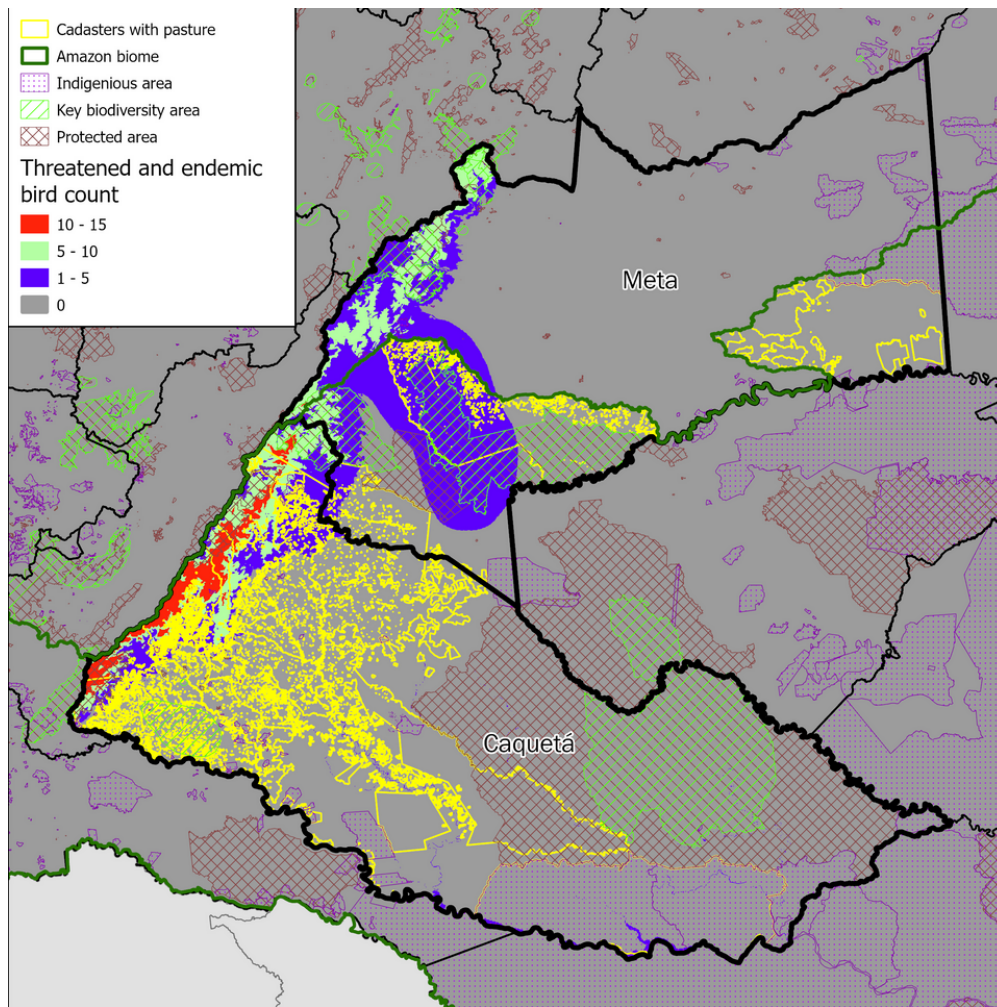 Cadasters with pasture
Amazon biome
Indigenious area
Key biodiversity area
Protected area
Threatened and endemic
bird count
10 - 15
5 - 10
1 - 5
0
Meta
Caquetá